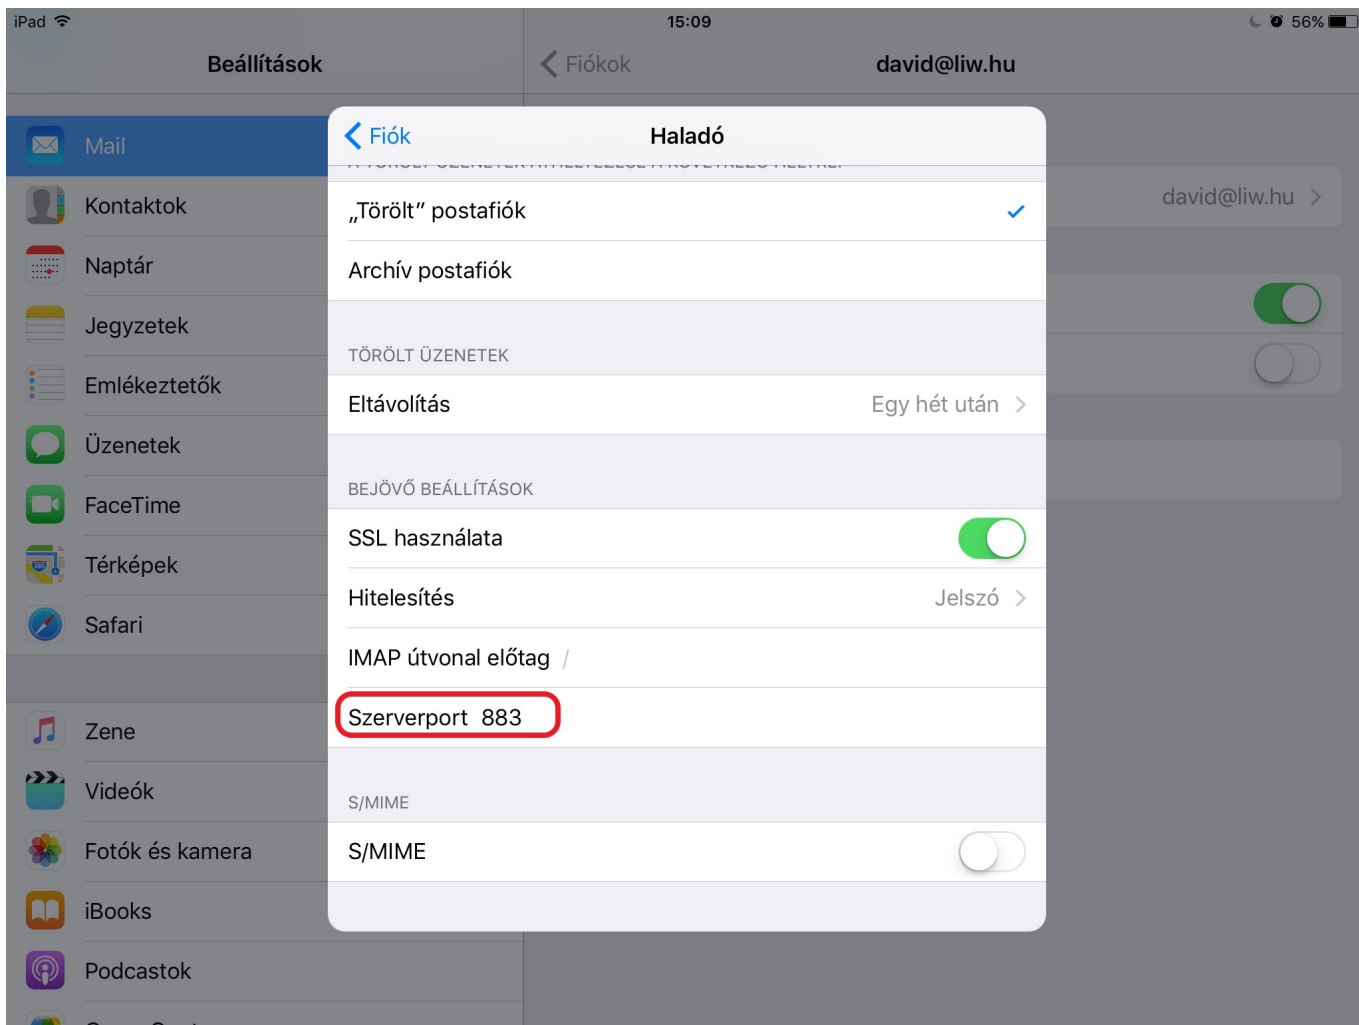 iPad
15:09
56%
Beállítások
Fiókok
david@liw.hu
Mail
Kontaktok
Naptár
Jegyzetek
Emlékeztetők
Üzenetek
FaceTime
Térképek
Safari
Zene
Videók
Fotók és kamera
iBooks
Podcastok
Fiók
Haladó
„Törölt” postafiók
Archív postafiók
TÖRÖLT ÜZENETEK
Eltávolítás Egy hét után
BEJÖVŐ BEÁLLÍTÁSOK
SSL használata
Hitelesítés Jelszó
IMAP útvonal előtag /
Szerverport 883
S/MIME
S/MIME
david@liw.hu